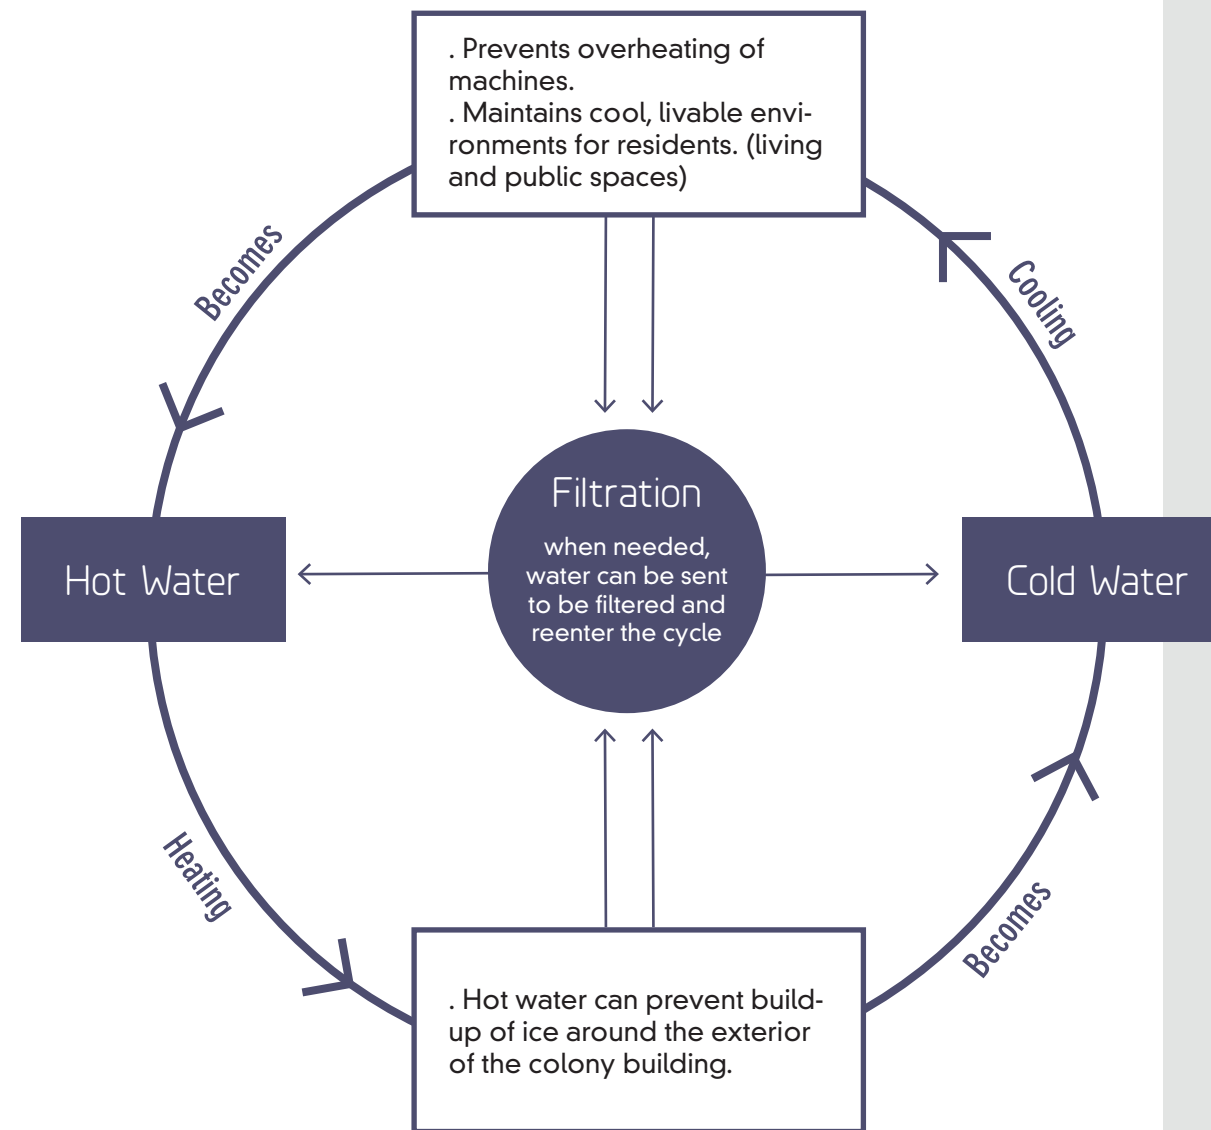 . Prevents overheating of
machines.
. Maintains cool, livable envi-
ronments for residents. (living
and public spaces)
Becomes
Cooling
Filtration
when needed,
water can be sent
to be filtered and
reenter the cycle
Hot Water
Cold Water
Heating
Becomes
. Hot water can prevent build-
up of ice around the exterior
of the colony building.